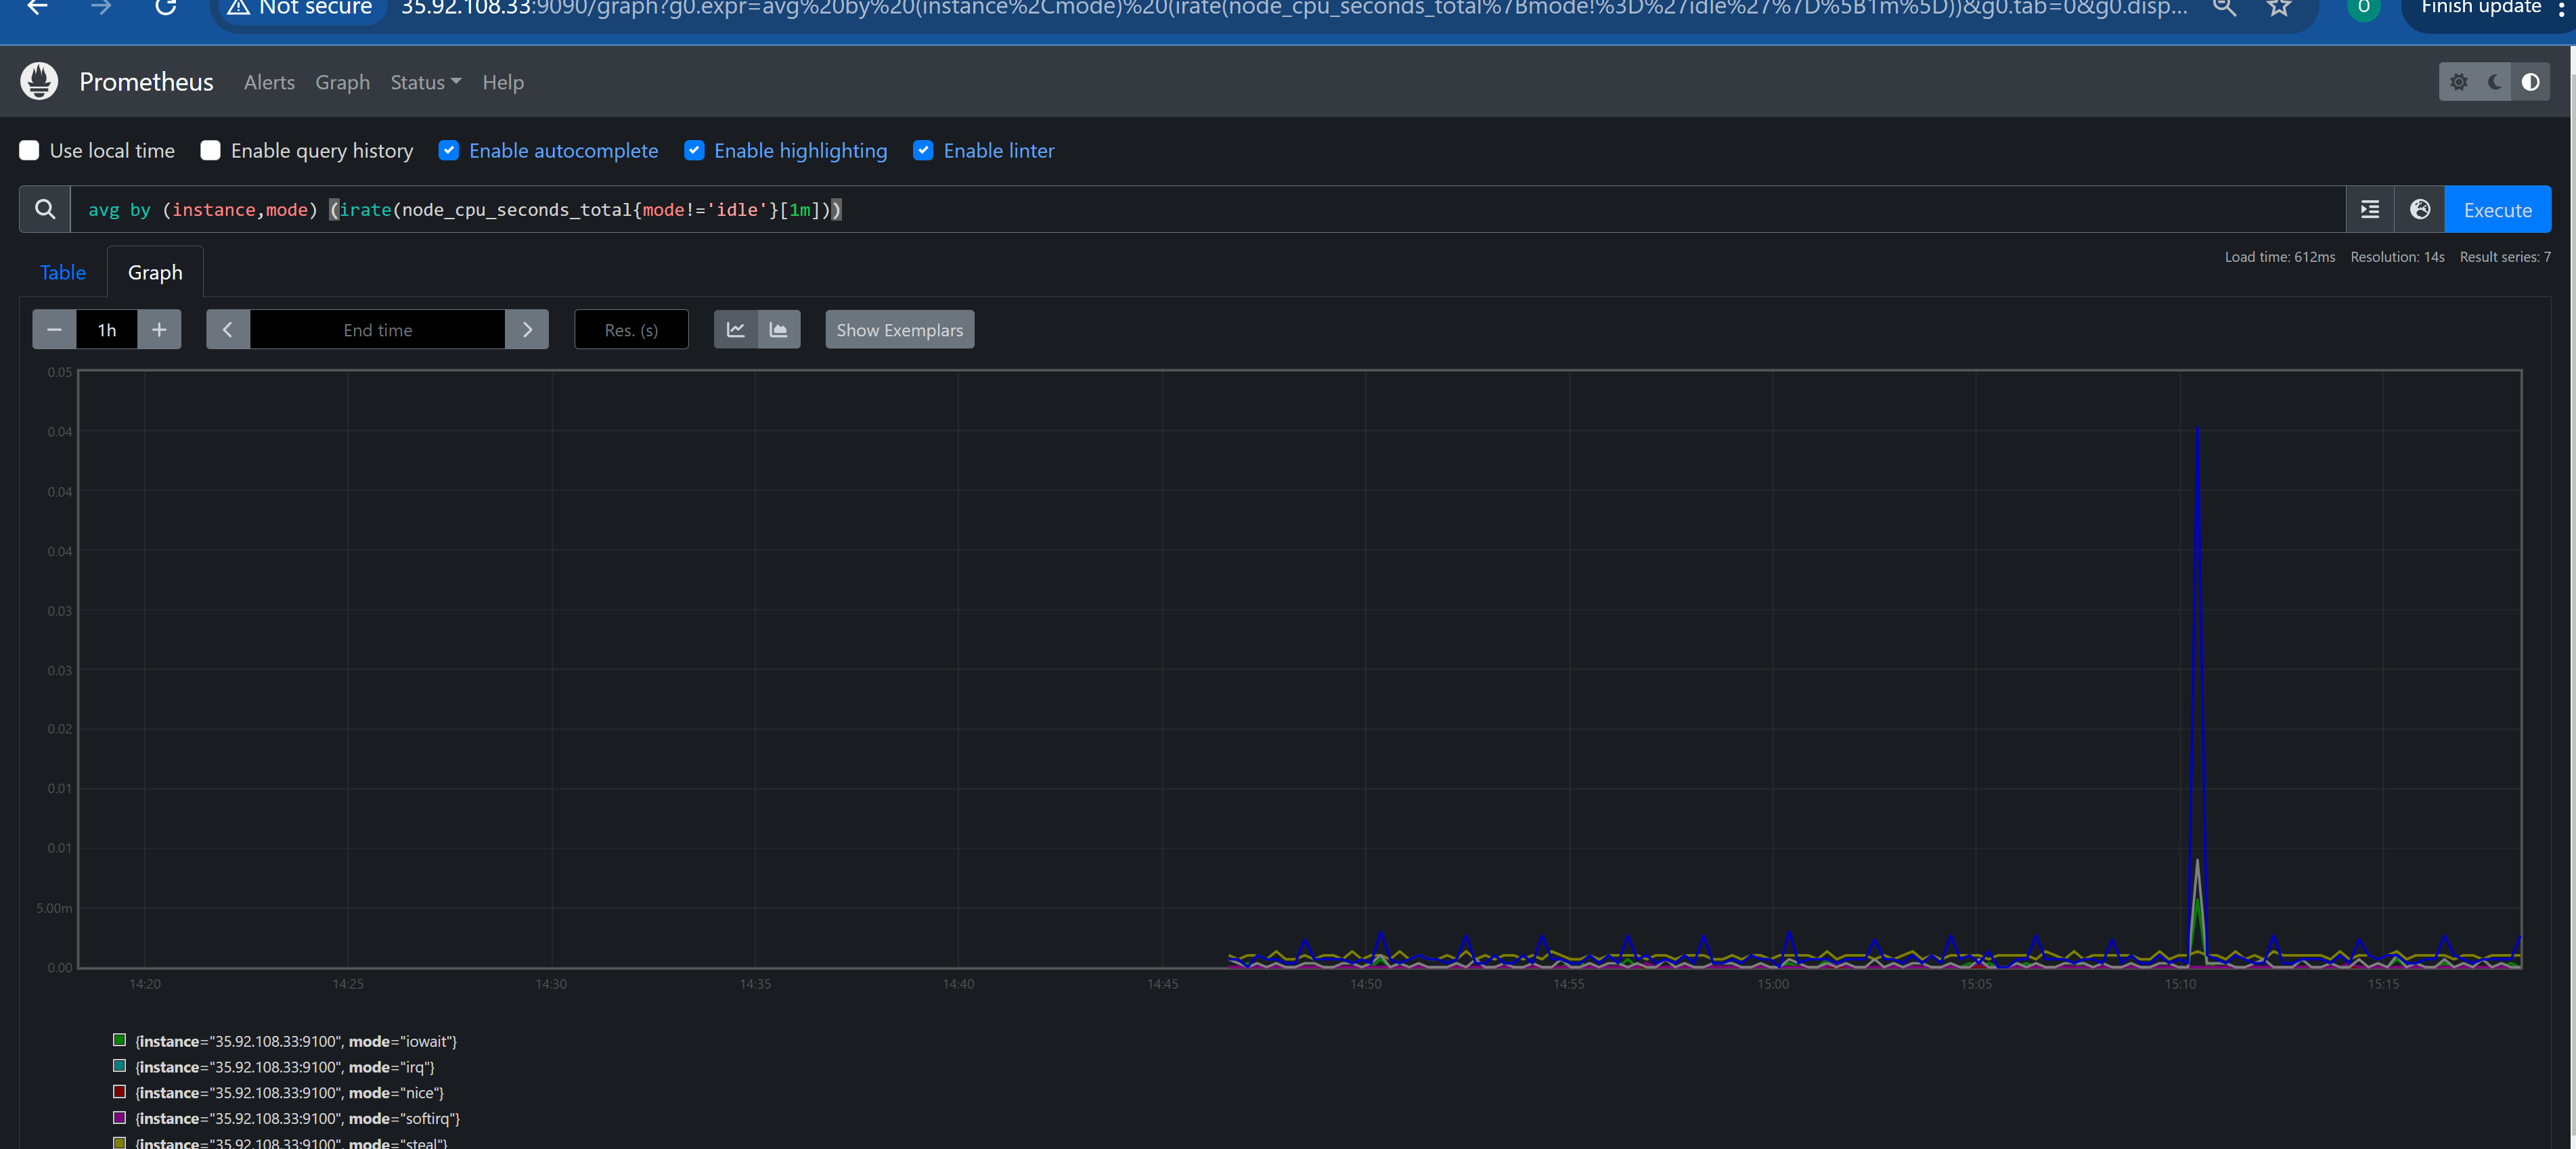 Not secure 35.92.108.33:9090/graph?g0.expr=avg%20by%20(instance%2Cmode)%20(irate(node_cpu_seconds_total%7Bmode!%3D%27idle%27%7D%5B1m%5D))&g0.tab=0&g0.disp... O Finish update
Prometheus Alerts Graph Status Help
Use local time Enable query history Enable autocomplete Enable highlighting Enable linter
avg by (instance,mode) (irate(node_cpu_seconds_total{mode!='idle'}[1m])) Execute
Table Graph Load time: 612ms Resolution: 14s Result series: 7
1h End time Res. (s) Show Exemplars
0.05
0.04
0.04
0.04
0.03
0.03
0.02
0.01
0.01
5.00m
0.00
14:20 14:25 14:30 14:35 14:40 14:45 14:50 14:55 15:00 15:05 15:10 15:15
{instance="35.92.108.33:9100", mode="iowait"}
{instance="35.92.108.33:9100", mode="irq"}
{instance="35.92.108.33:9100", mode="nice"}
{instance="35.92.108.33:9100", mode="softirq"}
{instance="35.92.108.33:9100", mode="steal"}